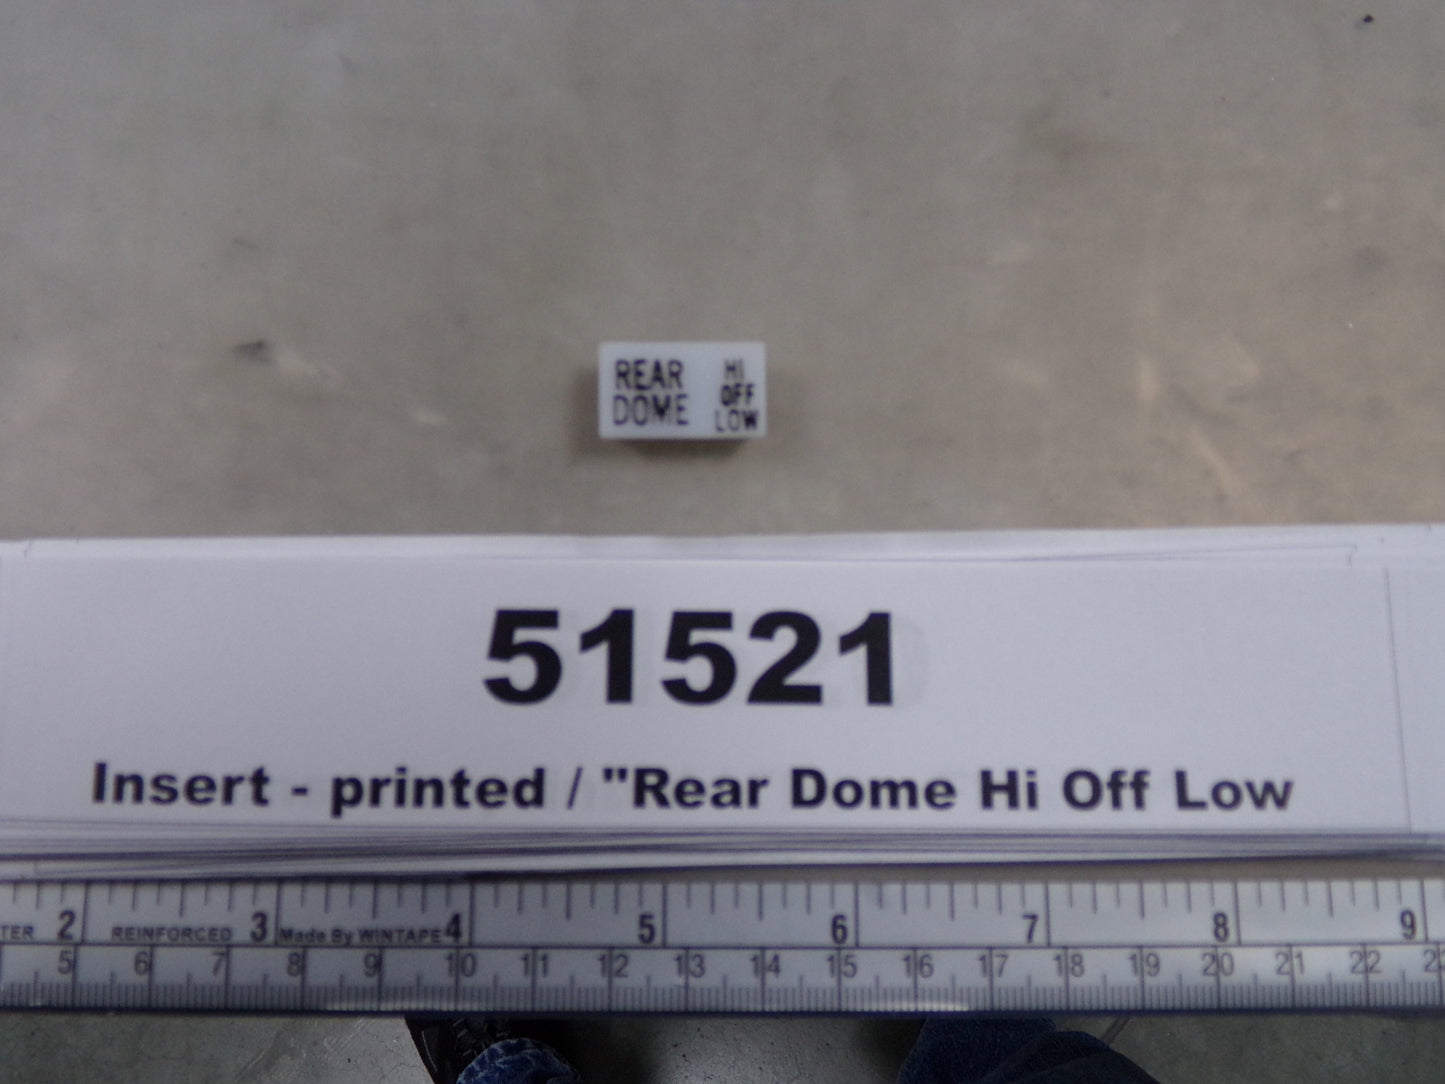 REAR HI
DOME OFF
LOW
51521
Insert - printed / "Rear Dome Hi Off Low
TER 2 REINFORCED 3 Made By WINTAPE 4 5 6 7 8 9
5 6 7 8 9 10 11 12 13 14 15 16 17 18 19 20 21 22 23